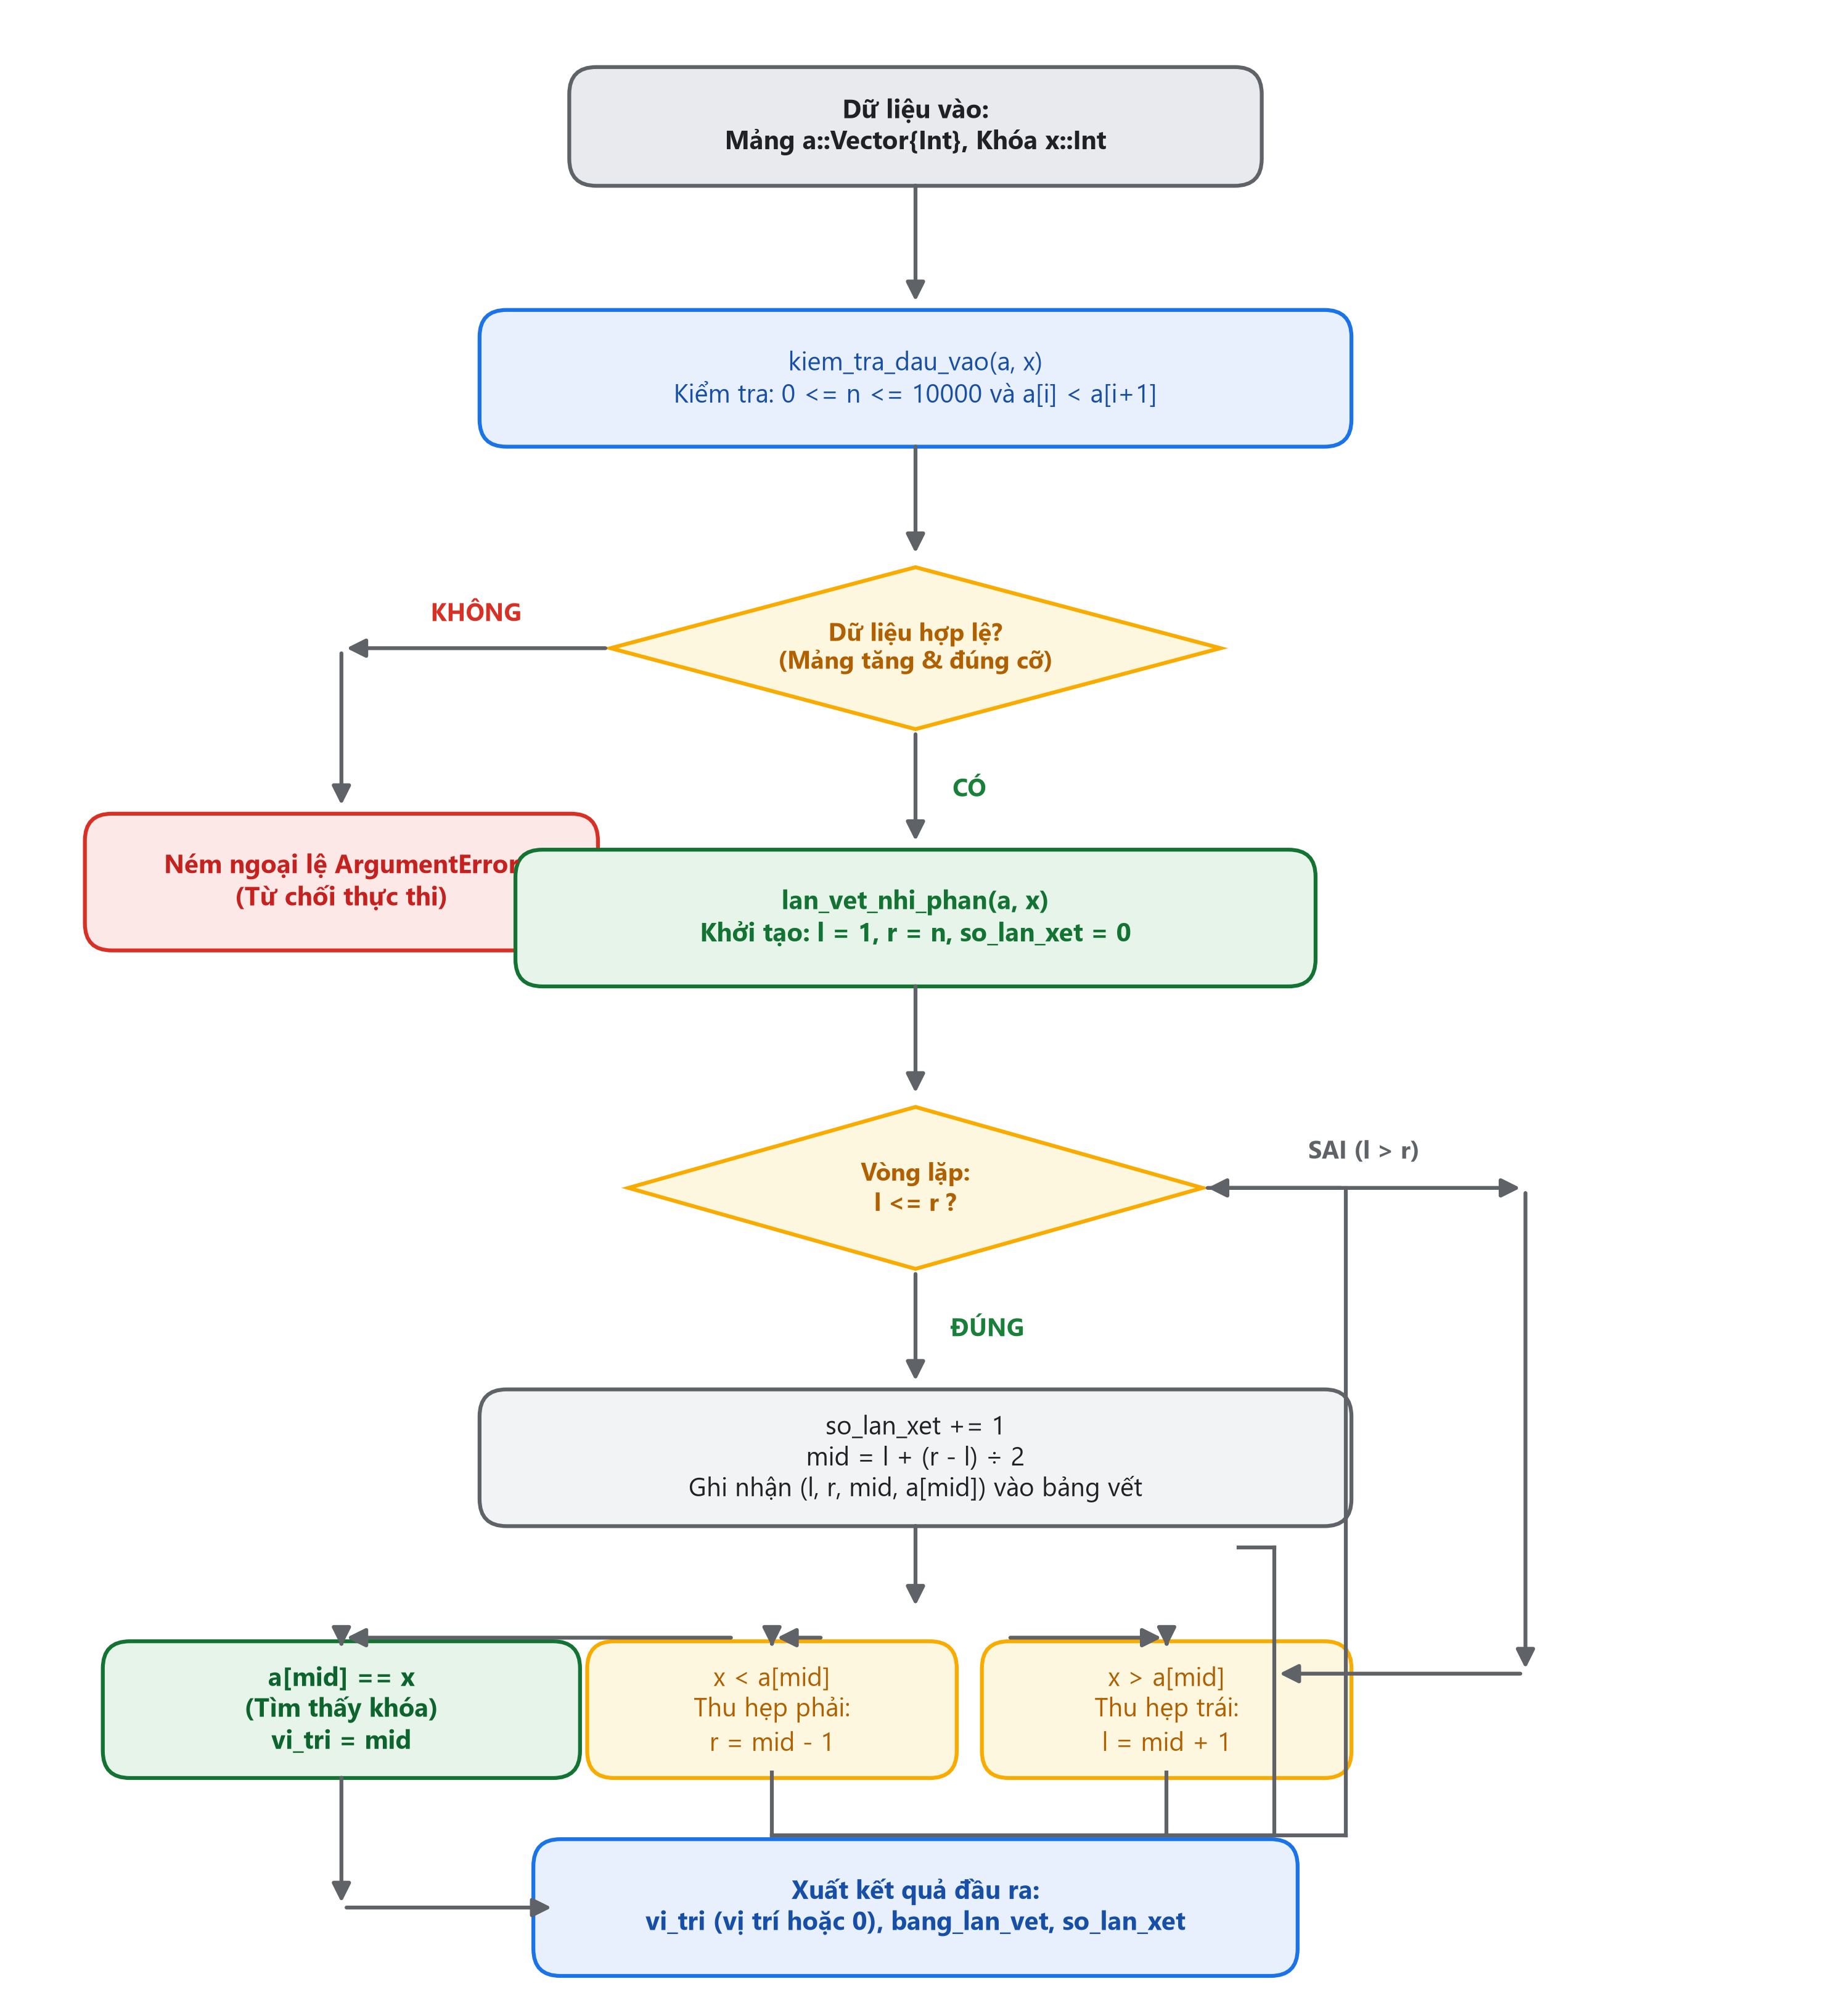 Dữ liệu vào:
Mảng a::Vector{Int}, Khóa x::Int
kiem_tra_dau_vao(a, x)
Kiểm tra: 0 <= n <= 10000 và a[i] < a[i+1]
KHÔNG
Dữ liệu hợp lệ?
(Mảng tăng & đúng cỡ)
CÓ
Ném ngoại lệ ArgumentError
(Từ chối thực thi)
lan_vet_nhi_phan(a, x)
Khởi tạo: l = 1, r = n, so_lan_xet = 0
SAI (l > r)
Vòng lặp:
l <= r ?
ĐÚNG
so_lan_xet += 1
mid = l + (r - l) ÷ 2
Ghi nhận (l, r, mid, a[mid]) vào bảng vết
a[mid] == x
(Tìm thấy khóa)
vi_tri = mid
x < a[mid]
Thu hẹp phải:
r = mid - 1
x > a[mid]
Thu hẹp trái:
l = mid + 1
Xuất kết quả đầu ra:
vi_tri (vị trí hoặc 0), bang_lan_vet, so_lan_xet